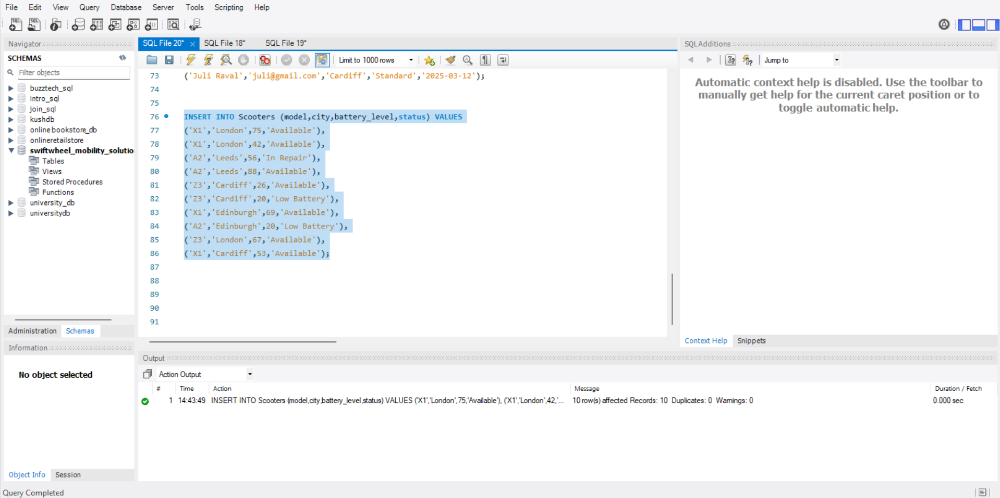 File Edit View Query Database Server Tools Scripting Help
Navigator
SCHEMAS
Filter objects
buzztech_sql
intro_sql
join_sql
kushdb
online bookstore_db
onlineretailstore
swiftwheel_mobility_solutio
Tables
Views
Stored Procedures
Functions
university_db
universitydb
Administration Schemas
Information
No object selected
Object Info Session
Query Completed
SQL File 20* SQL File 18* SQL File 19*
Limit to 1000 rows
73 ('Juli Raval','juli@gmail.com','Cardiff','Standard','2025-03-12');
74
75
76 INSERT INTO Scooters (model,city,battery_level,status) VALUES
77 ('X1','London',75,'Available'),
78 ('X1','London',42,'Available'),
79 ('A2','Leeds',56,'In Repair'),
80 ('A2','Leeds',88,'Available'),
81 ('Z3','Cardiff',26,'Available'),
82 ('Z3','Cardiff',20,'Low Battery'),
83 ('X1','Edinburgh',69,'Available'),
84 ('A2','Edinburgh',20,'Low Battery'),
85 ('Z3','London',67,'Available'),
86 ('X1','Cardiff',53,'Available');
87
88
89
90
91
SQLAdditions
Jump to
Automatic context help is disabled. Use the toolbar to
manually get help for the current caret position or to
toggle automatic help.
Context Help Snippets
Output
Action Output
# Time Action Message Duration / Fetch
1 14:43:49 INSERT INTO Scooters (model,city,battery_level,status) VALUES ('X1','London',75,'Available'), ('X1','London',42,'... 10 row(s) affected Records: 10 Duplicates: 0 Warnings: 0 0.000 sec